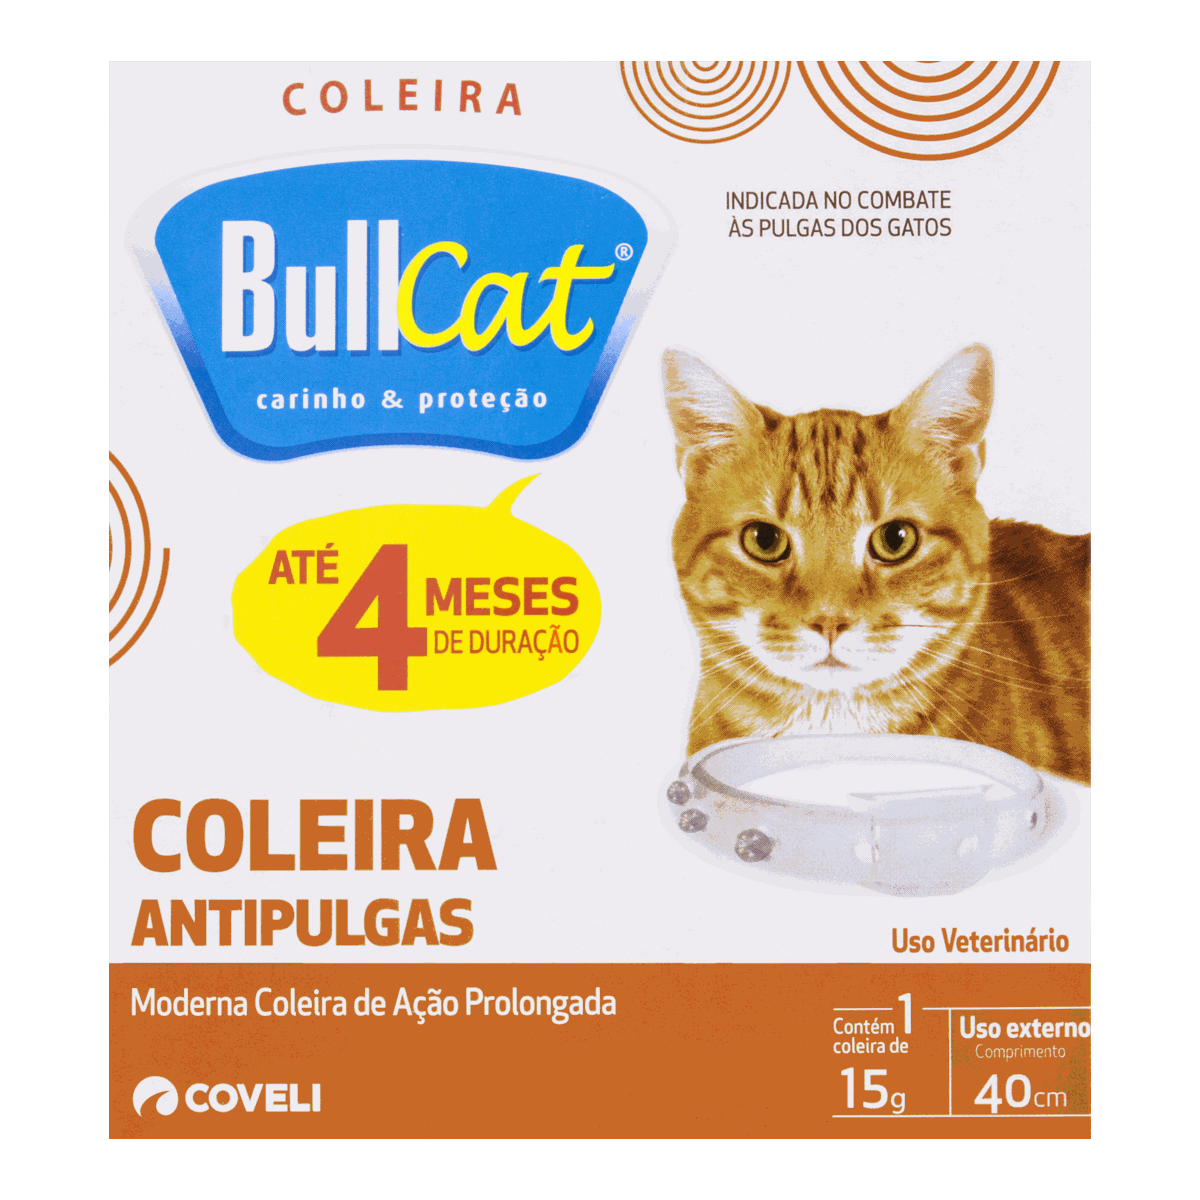 COLEIRA
INDICADA NO COMBATE
ÀS PULGAS DOS GATOS
BullCat®
carinho & proteção
ATÉ 4 MESES
DE DURAÇÃO
COLEIRA
ANTIPULGAS
Uso Veterinário
Moderna Coleira de Ação Prolongada
Contém 1
coleira de
15g
Uso externo
Comprimento
40cm
COVELI